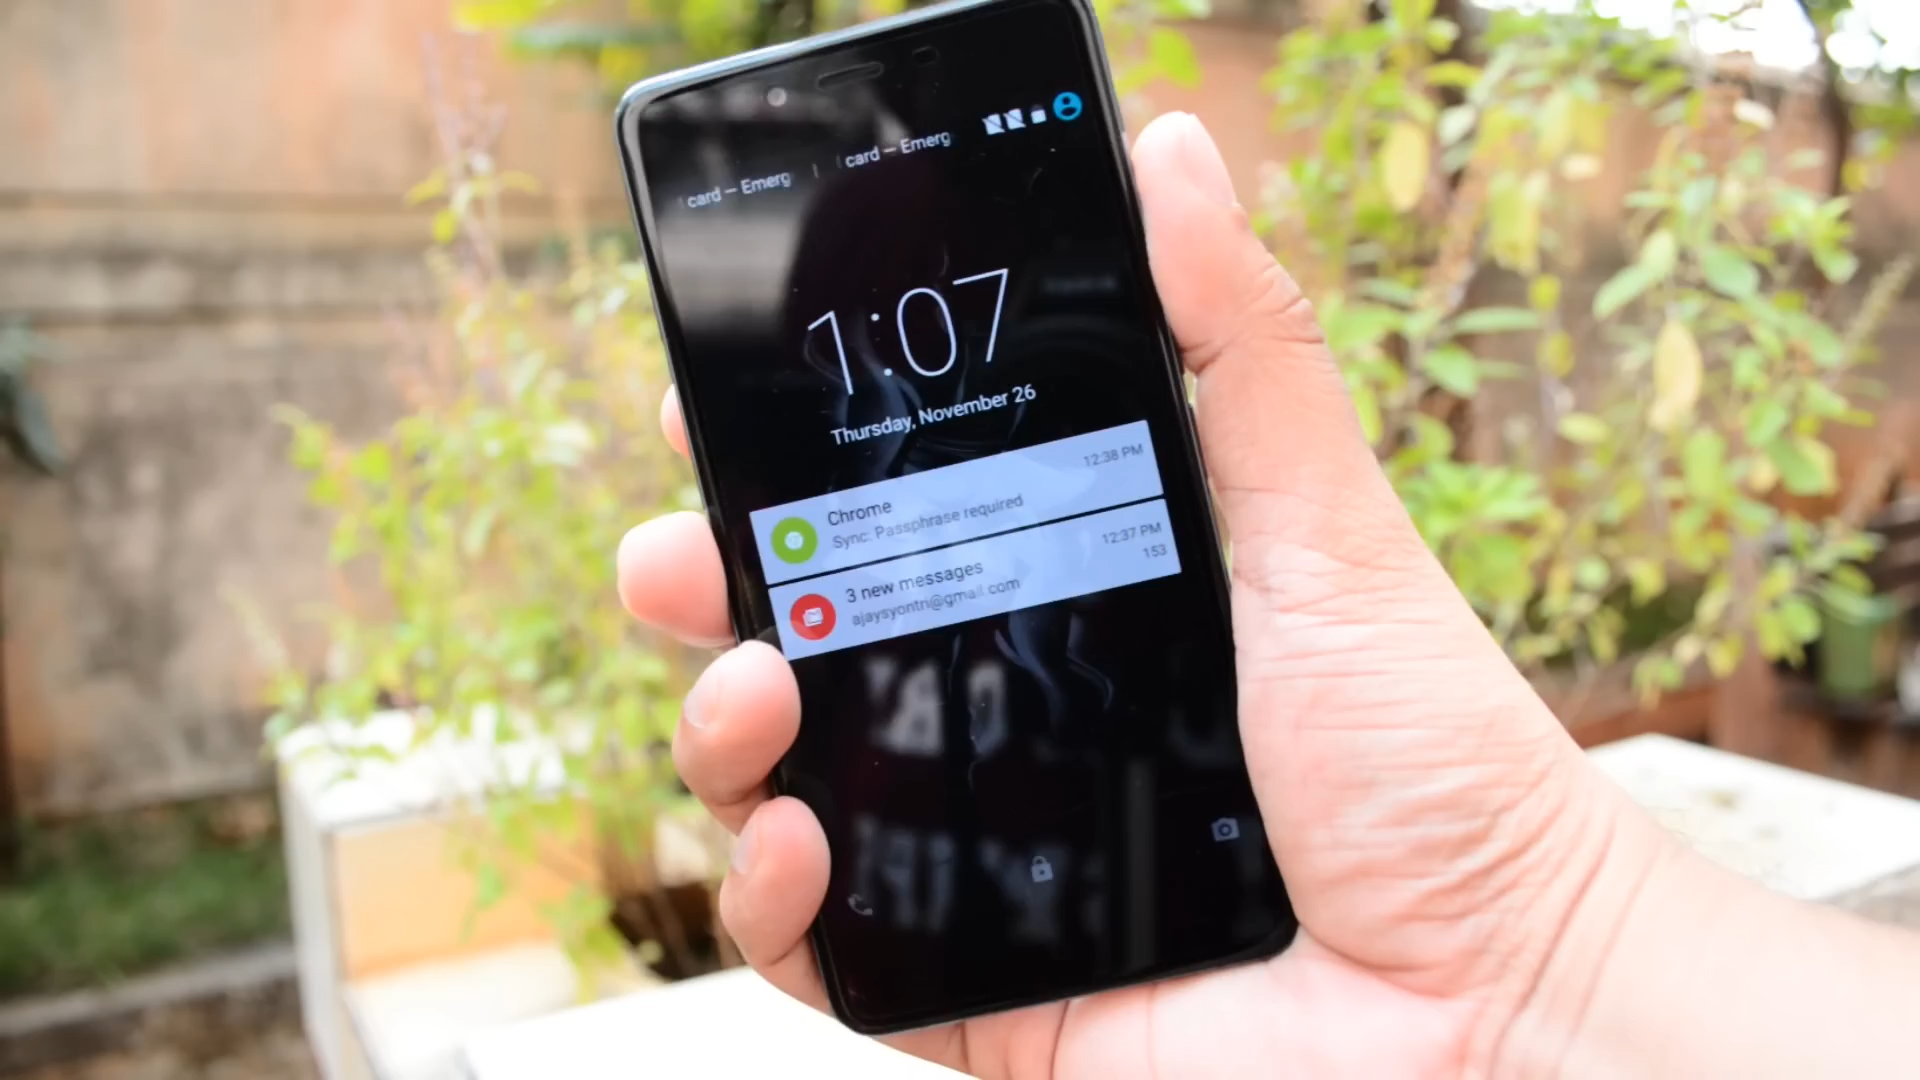 card – Emerg
card – Emerg
1:07
Thursday, November 26
Chrome
12:38 PM
Sync: Passphrase required
3 new messages
12:37 PM
ajaysyontri@gmail.com
153